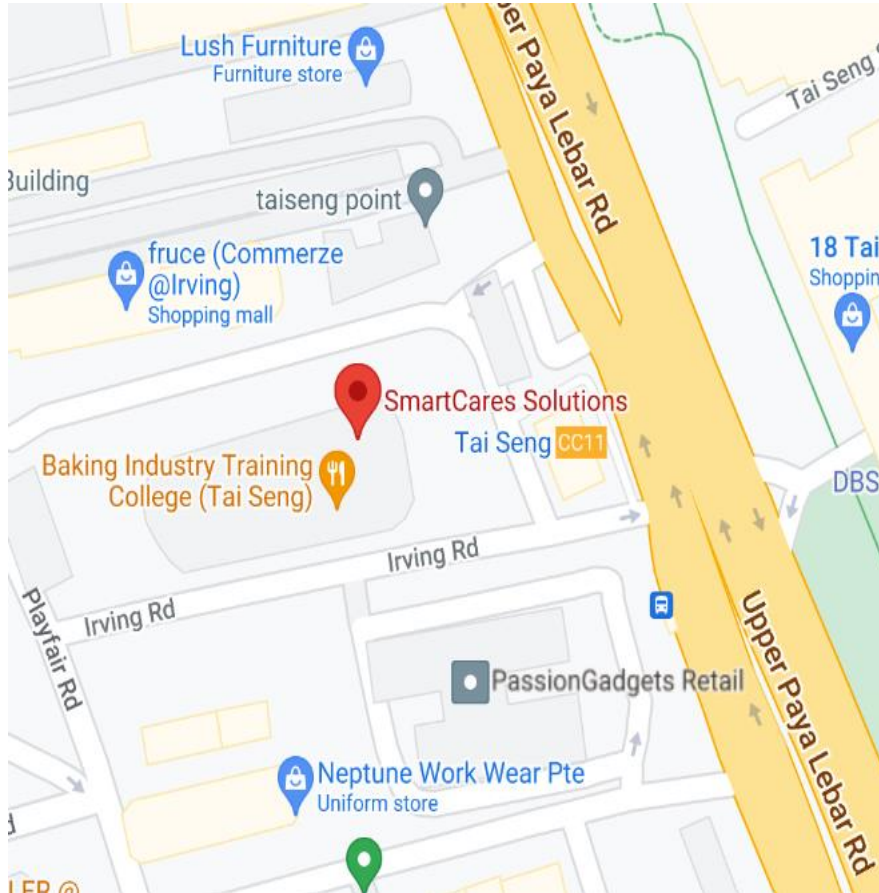 Lush Furniture
Furniture store
Upper Paya Lebar Rd
Tai Seng
Building
taiseng point
fruce (Commerze
@Irving)
Shopping mall
18 Tai
Shoppin
SmartCares Solutions
Tai Seng CC11
Baking Industry Training
College (Tai Seng)
DBS
Irving Rd
Irving Rd
Playfair Rd
Upper Paya Lebar Rd
PassionGadgets Retail
Neptune Work Wear Pte
Uniform store